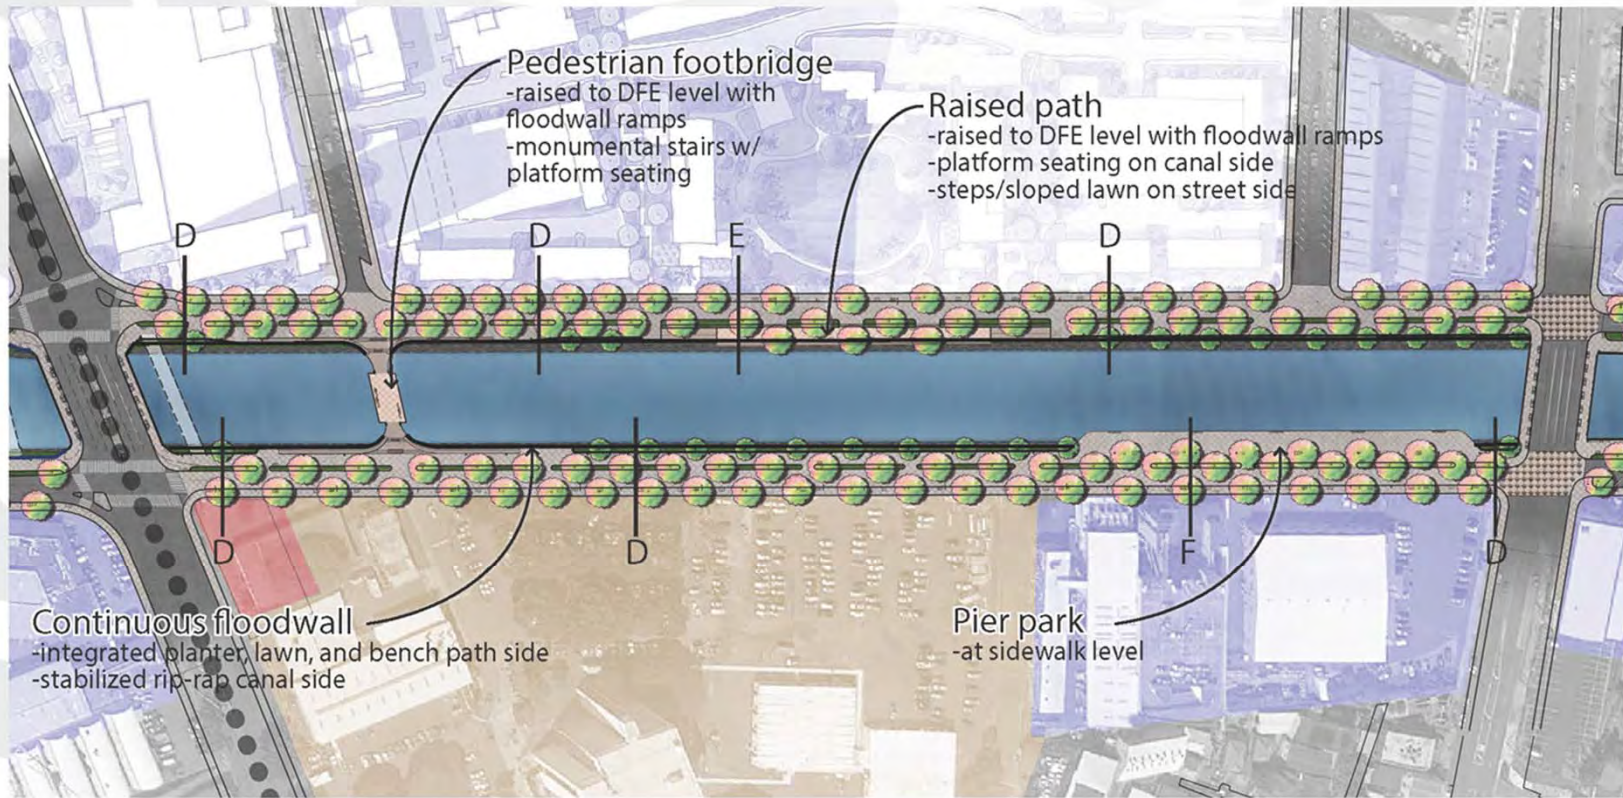 Pedestrian footbridge
-raised to DFE level with
floodwall ramps
-monumental stairs w/
platform seating
Raised path
-raised to DFE level with floodwall ramps
-platform seating on canal side
-steps/sloped lawn on street side
D
D
E
D
D
D
F
D
Continuous floodwall
-integrated planter, lawn, and bench path side
-stabilized rip-rap canal side
Pier park
-at sidewalk level